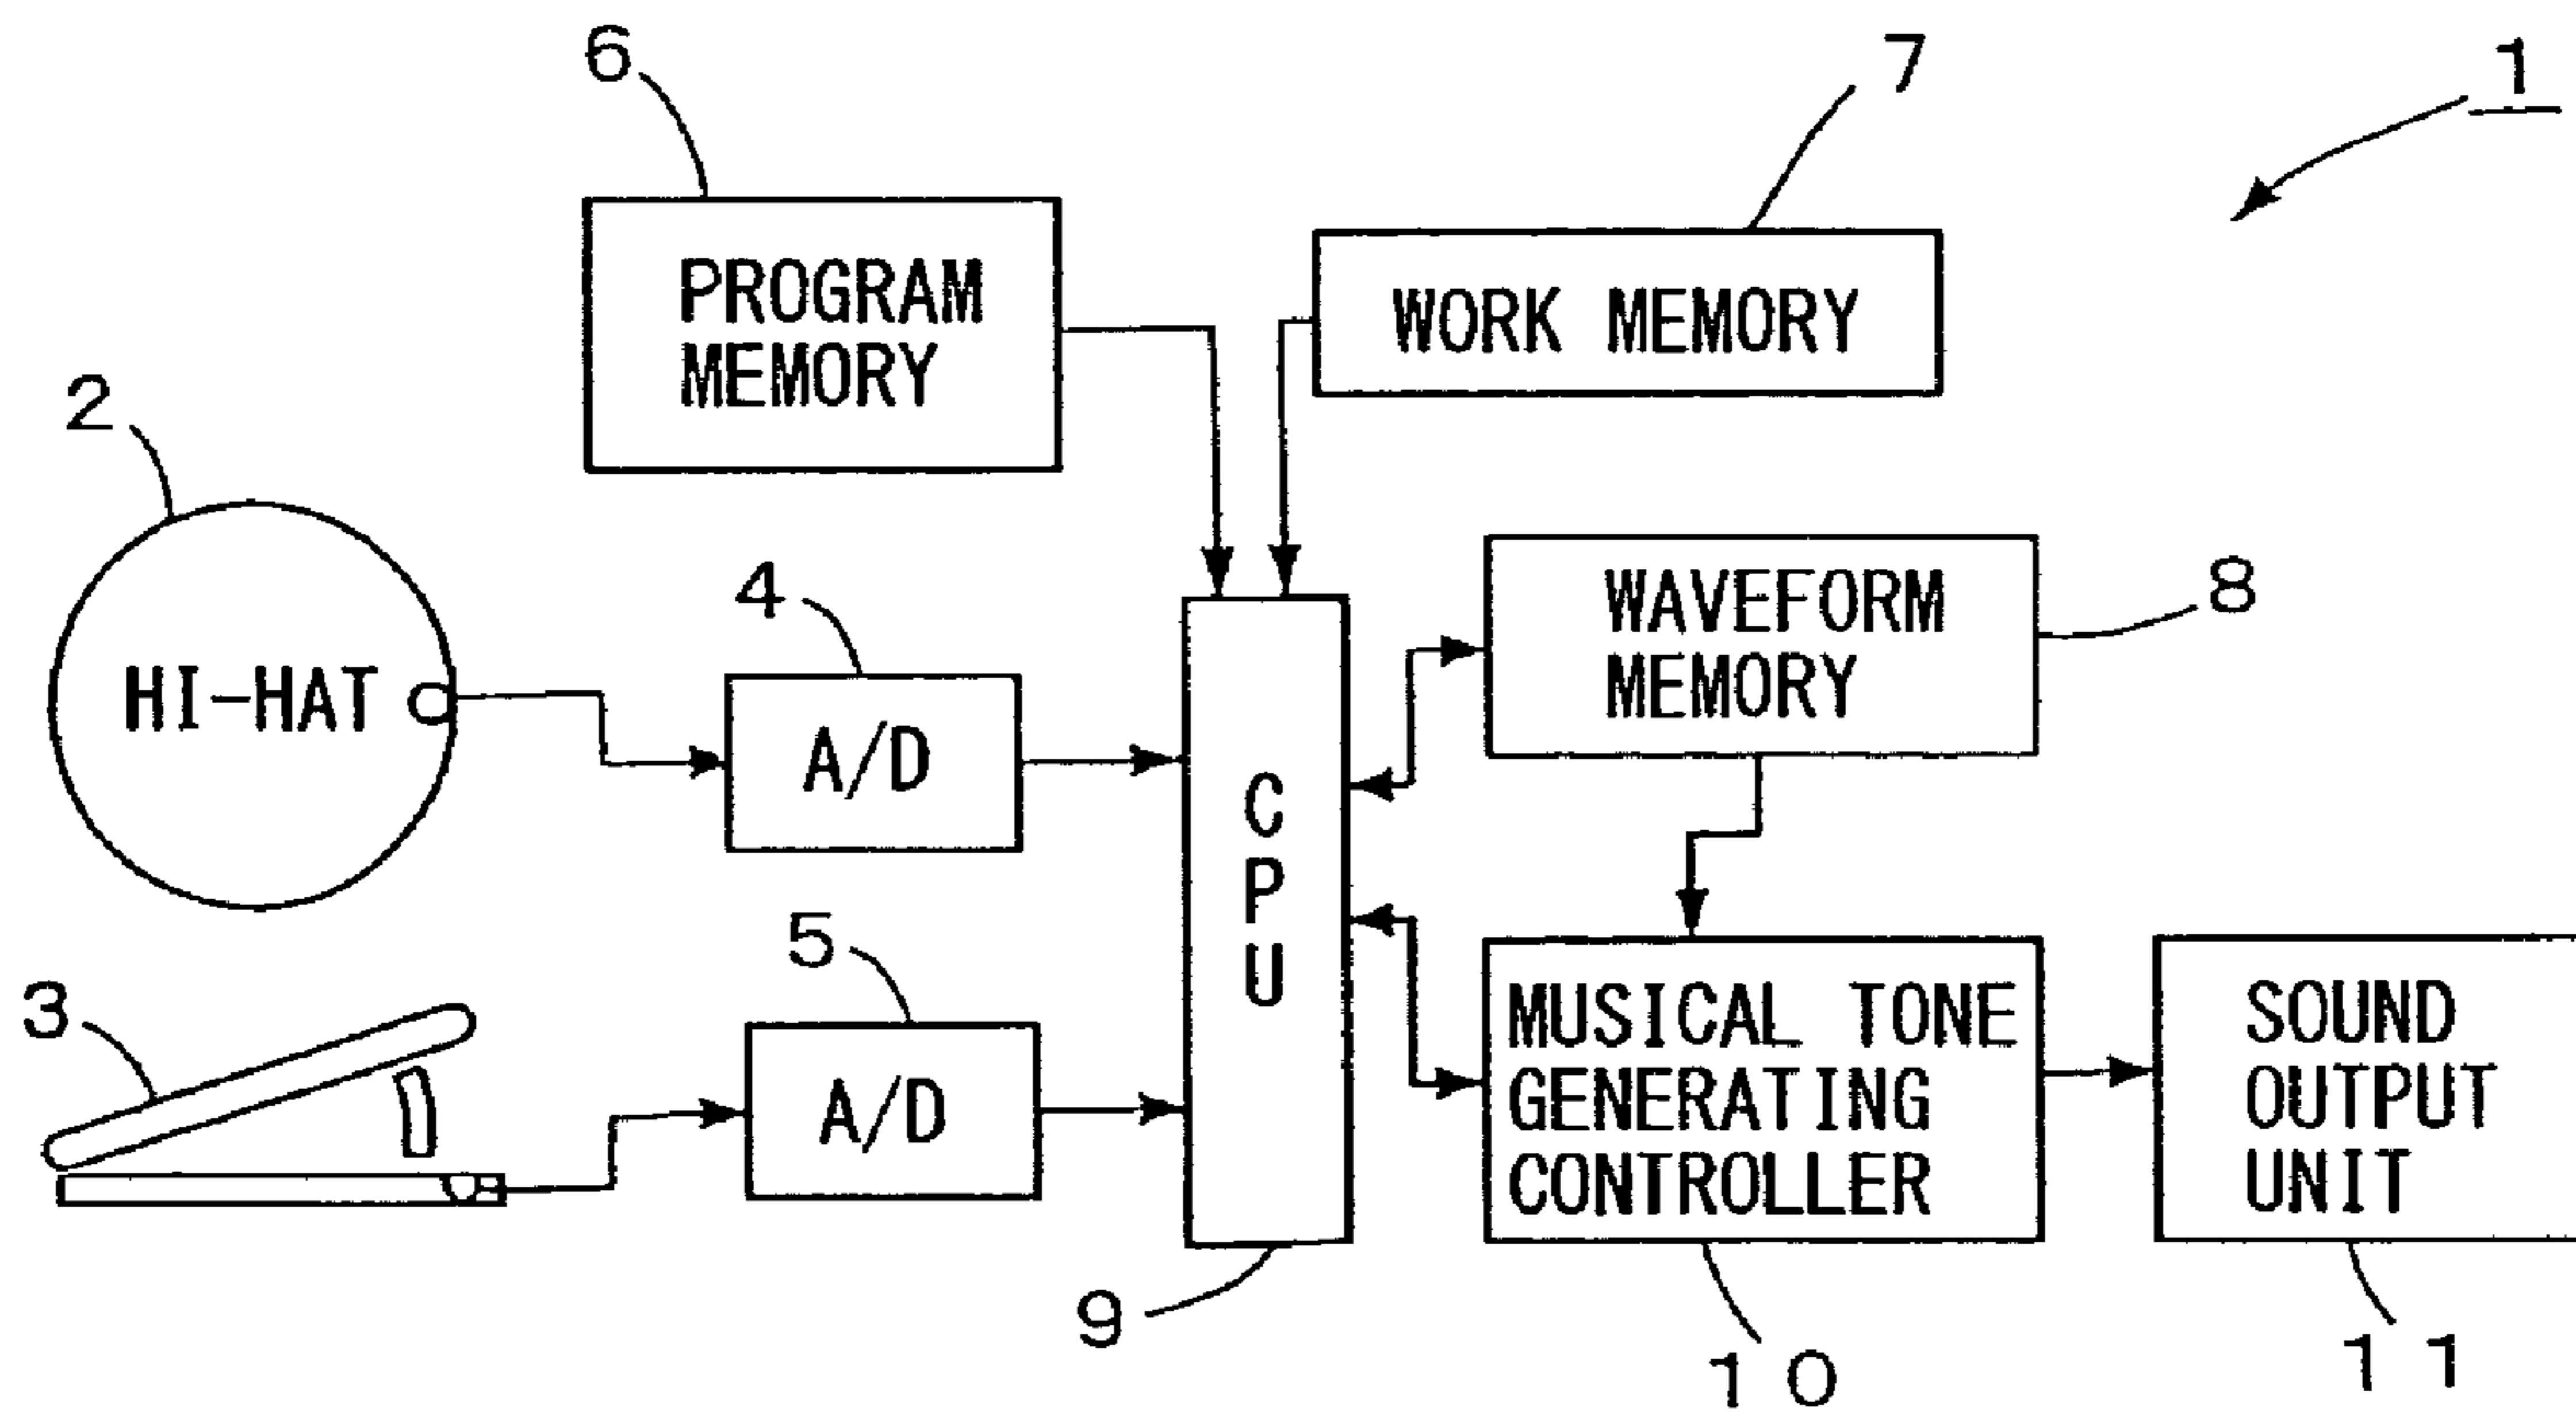 6
7
1
PROGRAM
MEMORY
WORK MEMORY
2
4
WAVEFORM
MEMORY
8
HI-HAT
A/D
CPU
5
3
A/D
MUSICAL TONE
GENERATING
CONTROLLER
SOUND
OUTPUT
UNIT
9
10
11